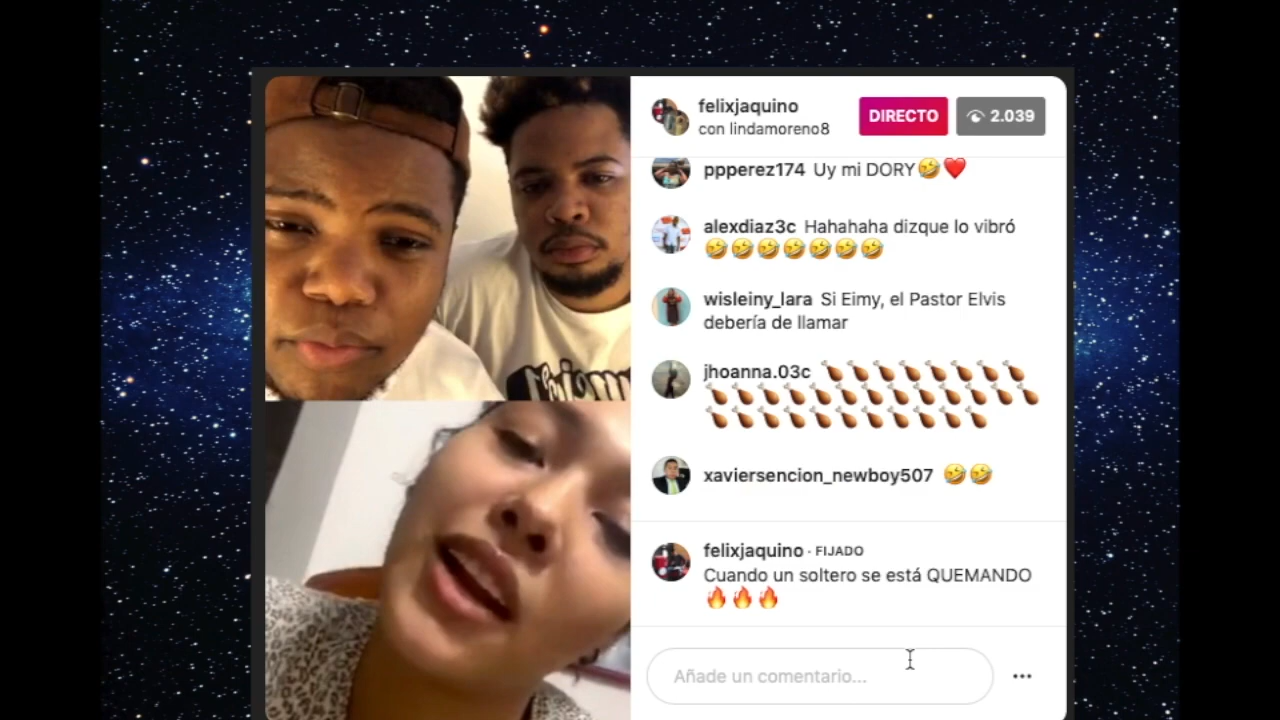 felixjaquino
con lindamoreno8
DIRECTO
2.039
ppperez174 Uy mi DORY🤣❤️
alexdiaz3c Hahahaha dizque lo vibró
🤣🤣🤣🤣🤣🤣🤣
wisleiny_lara Si Eimy, el Pastor Elvis
debería de llamar
jhoanna.03c 🍗🍗🍗🍗🍗🍗🍗🍗
🍗🍗🍗🍗🍗🍗🍗🍗🍗🍗🍗🍗🍗
🍗🍗🍗🍗🍗🍗🍗🍗🍗🍗🍗
xaviersencion_newboy507 🤣🤣
felixjaquino · FIJADO
Cuando un soltero se está QUEMANDO
🔥🔥🔥
Añade un comentario...